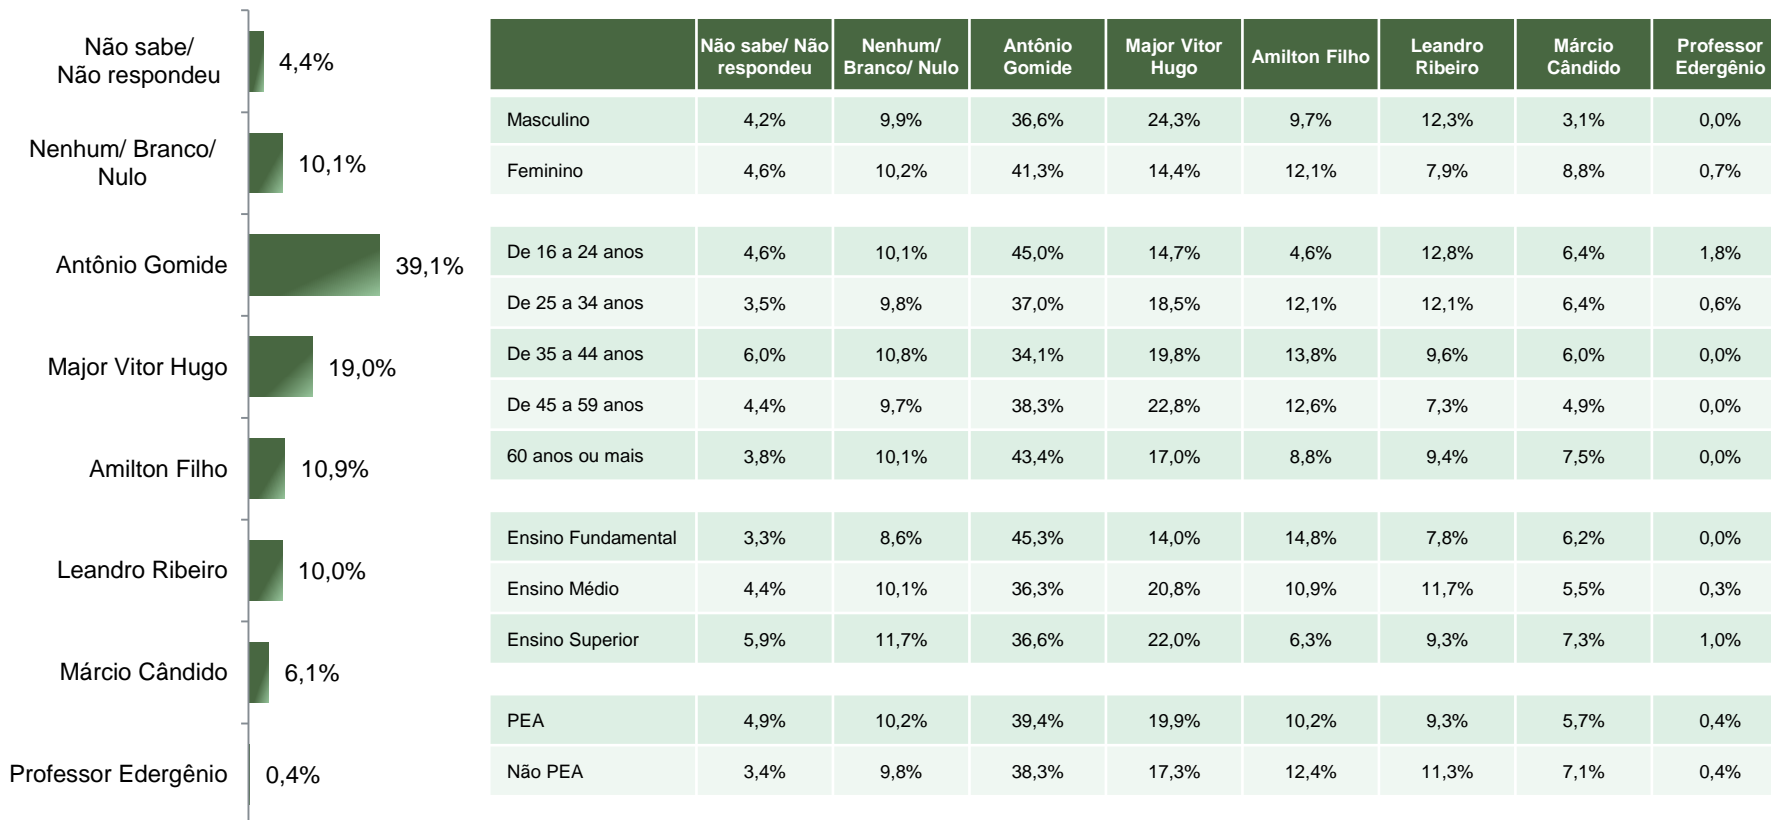 Não sabe/
Não respondeu
4,4%
Nenhum/ Branco/
Nulo
10,1%
Antônio Gomide
39,1%
Major Vitor Hugo
19,0%
Amilton Filho
10,9%
Leandro Ribeiro
10,0%
Márcio Cândido
6,1%
Professor Edergênio
0,4%
Não sabe/ Não respondeu Nenhum/ Branco/ Nulo Antônio Gomide Major Vitor Hugo Amilton Filho Leandro Ribeiro Márcio Cândido Professor Edergênio
Masculino 4,2% 9,9% 36,6% 24,3% 9,7% 12,3% 3,1% 0,0%
Feminino 4,6% 10,2% 41,3% 14,4% 12,1% 7,9% 8,8% 0,7%
De 16 a 24 anos 4,6% 10,1% 45,0% 14,7% 4,6% 12,8% 6,4% 1,8%
De 25 a 34 anos 3,5% 9,8% 37,0% 18,5% 12,1% 12,1% 6,4% 0,6%
De 35 a 44 anos 6,0% 10,8% 34,1% 19,8% 13,8% 9,6% 6,0% 0,0%
De 45 a 59 anos 4,4% 9,7% 38,3% 22,8% 12,6% 7,3% 4,9% 0,0%
60 anos ou mais 3,8% 10,1% 43,4% 17,0% 8,8% 9,4% 7,5% 0,0%
Ensino Fundamental 3,3% 8,6% 45,3% 14,0% 14,8% 7,8% 6,2% 0,0%
Ensino Médio 4,4% 10,1% 36,3% 20,8% 10,9% 11,7% 5,5% 0,3%
Ensino Superior 5,9% 11,7% 36,6% 22,0% 6,3% 9,3% 7,3% 1,0%
PEA 4,9% 10,2% 39,4% 19,9% 10,2% 9,3% 5,7% 0,4%
Não PEA 3,4% 9,8% 38,3% 17,3% 12,4% 11,3% 7,1% 0,4%